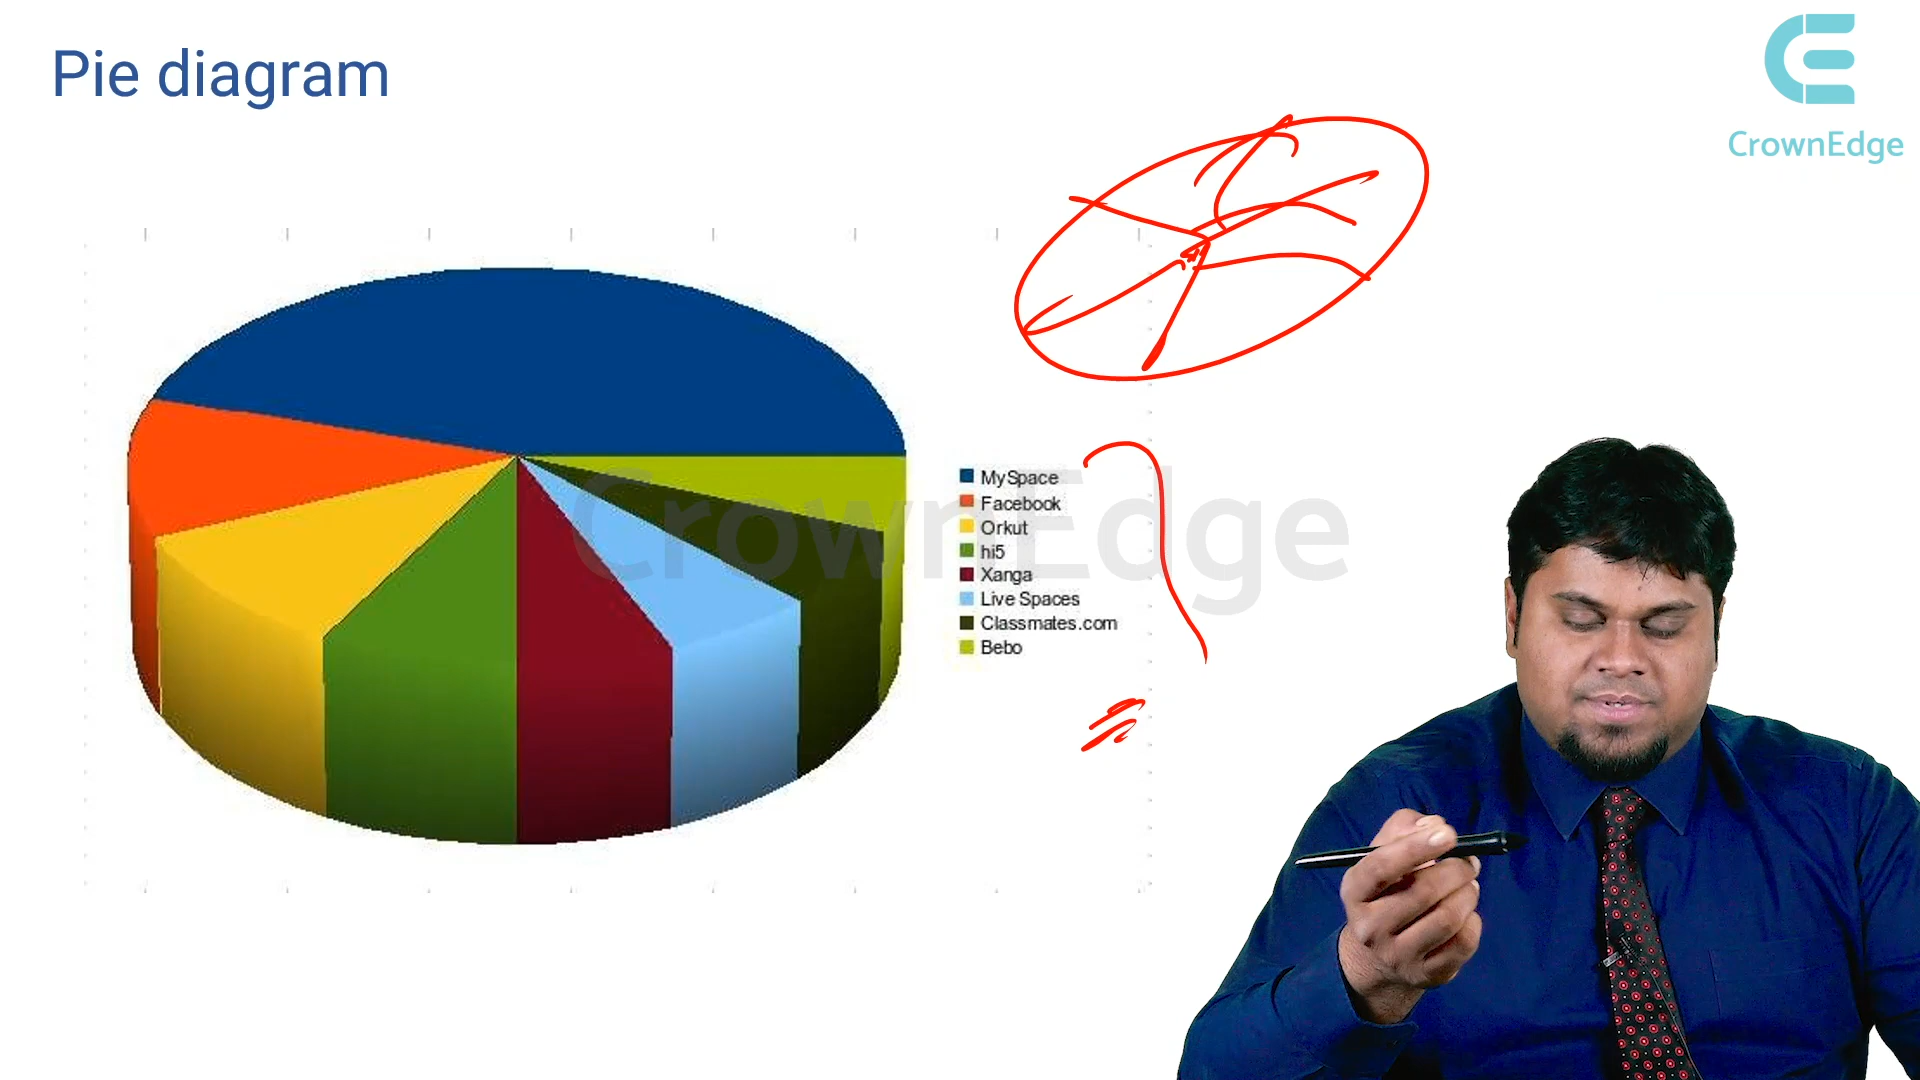 Pie diagram
CrownEdge
MySpace
Facebook
Orkut
hi5
Xanga
Live Spaces
Classmates.com
Bebo
CrownEdge